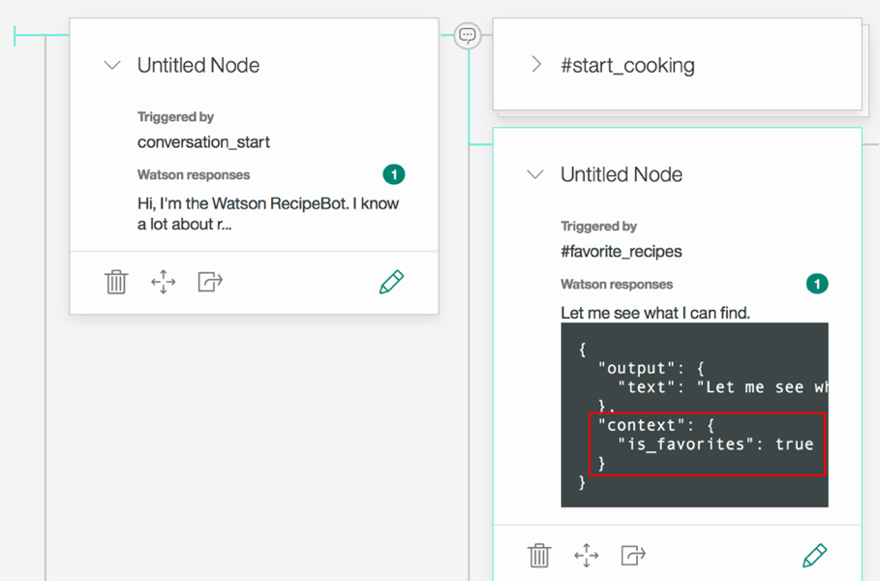 Untitled Node
Triggered by
conversation_start
Watson responses
1
Hi, I'm the Watson RecipeBot. I know
a lot about r...
#start_cooking
Untitled Node
Triggered by
#favorite_recipes
Watson responses
1
Let me see what I can find.
{
"output": {
"text": "Let me see wh
},
"context": {
"is_favorites": true
}
}